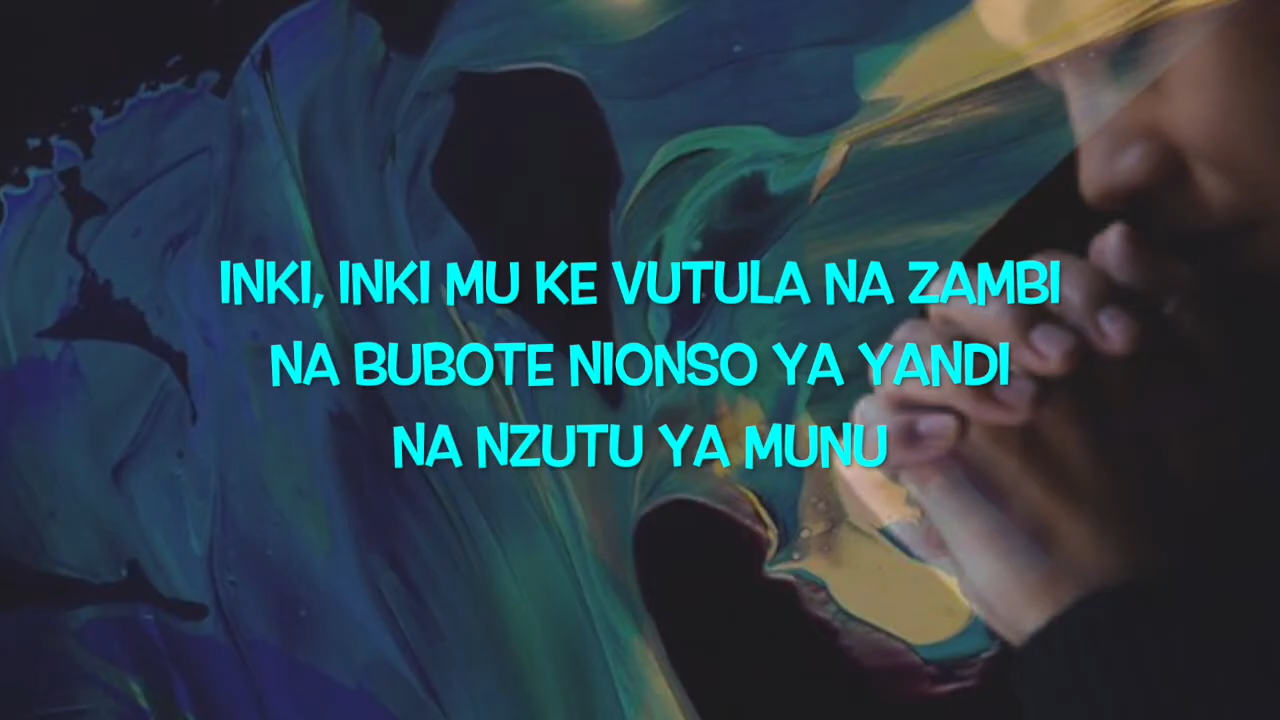 INKI, INKI MU KE VUTULA NA ZAMBI
NA BUBOTE NIONSO YA YANDI
NA NZUTU YA MUNU